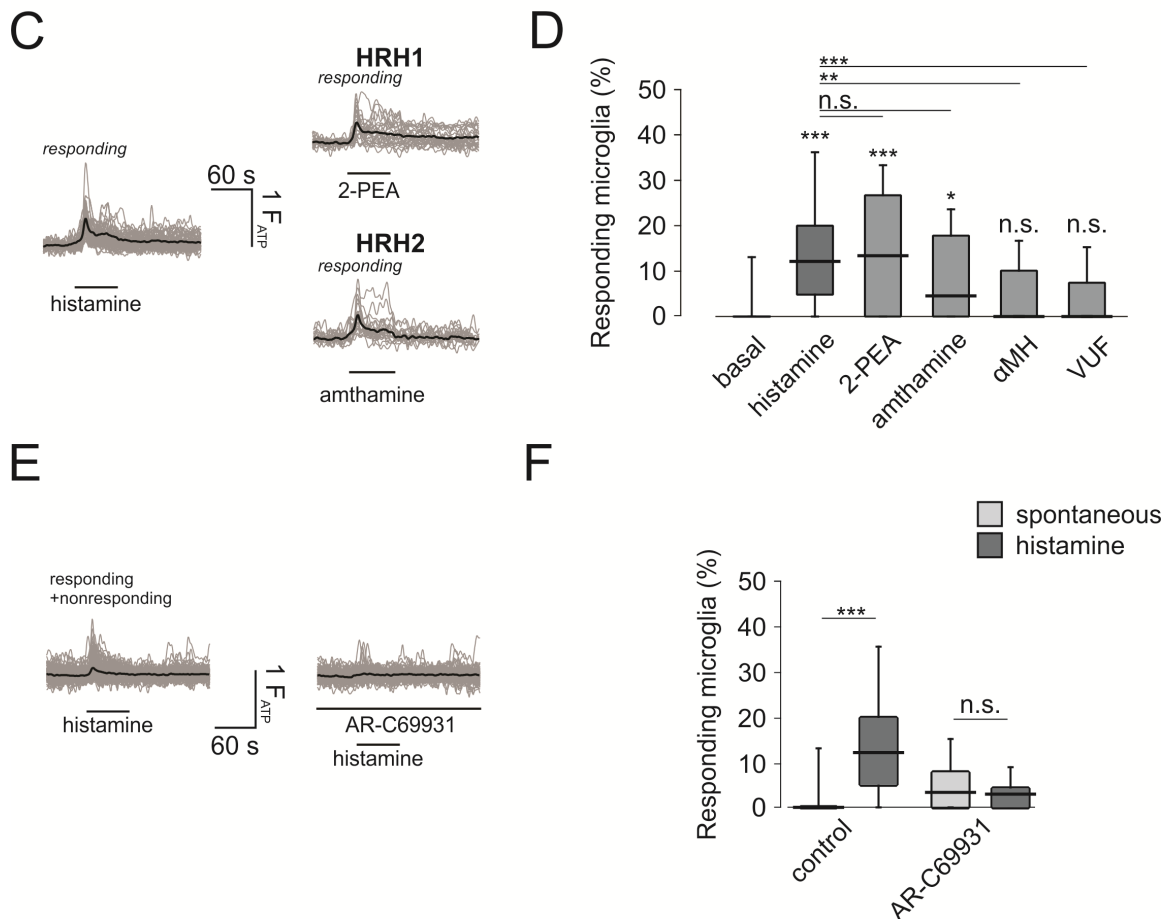 C
HRH1
responding
2-PEA
responding
60 s
1 F ATP
histamine
HRH2
responding
amthamine
D
Responding microglia (%)
50
40
30
20
10
0
***
**
n.s.
***
***
*
n.s.
n.s.
basal
histamine
2-PEA
amthamine
αMH
VUF
E
responding
+nonresponding
histamine
1 F ATP
60 s
AR-C69931
histamine
F
spontaneous
histamine
Responding microglia (%)
50
40
30
20
10
0
***
n.s.
control
AR-C69931